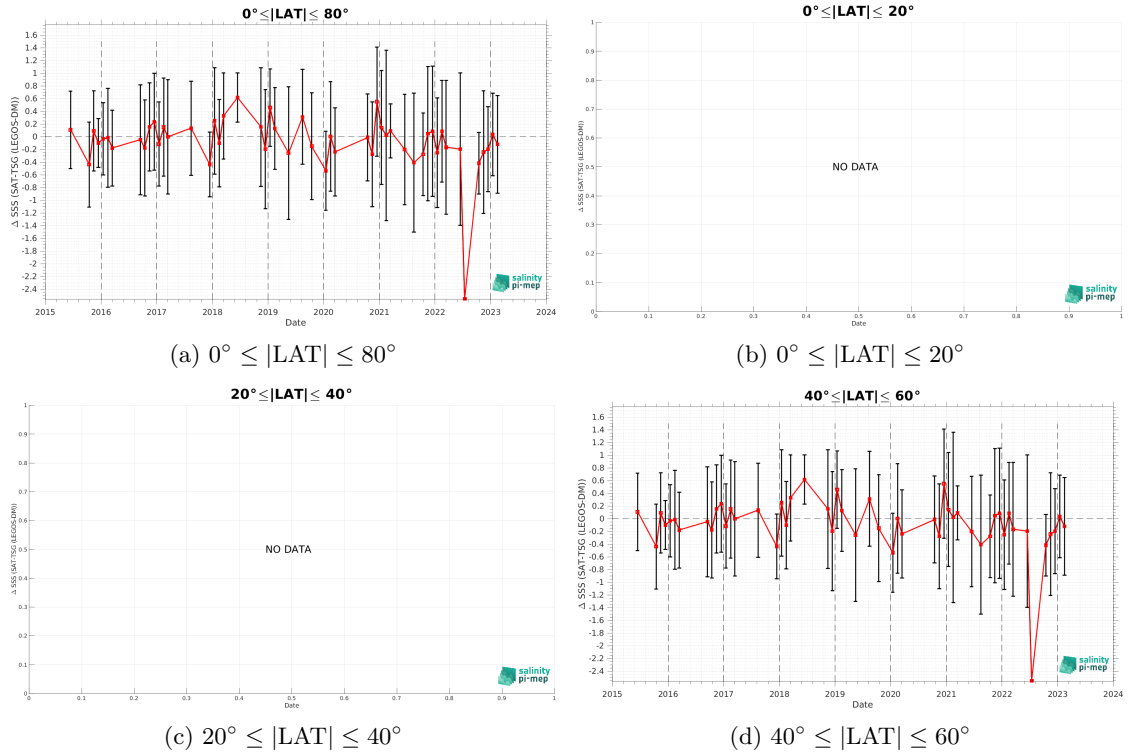 0°≤|LAT|≤ 80°
Δ SSS (SAT-TSG (LEGOS-DM))
1.6
1.4
1.2
1
0.8
0.6
0.4
0.2
0
-0.2
-0.4
-0.6
-0.8
-1
-1.2
-1.4
-1.6
-1.8
-2
-2.2
-2.4
2015 2016 2017 2018 2019 2020 2021 2022 2023 2024
Date
salinity
pi-mep
(a) 0° ≤ |LAT| ≤ 80°
0°≤|LAT|≤ 20°
Δ SSS (SAT-TSG (LEGOS-DM))
1
0.9
0.8
0.7
0.6
0.5
0.4
0.3
0.2
0.1
0
NO DATA
0 0.1 0.2 0.3 0.4 0.5 0.6 0.7 0.8 0.9 1
Date
salinity
pi-mep
(b) 0° ≤ |LAT| ≤ 20°
20°≤|LAT|≤ 40°
Δ SSS (SAT-TSG (LEGOS-DM))
1
0.9
0.8
0.7
0.6
0.5
0.4
0.3
0.2
0.1
0
NO DATA
0 0.1 0.2 0.3 0.4 0.5 0.6 0.7 0.8 0.9 1
Date
salinity
pi-mep
(c) 20° ≤ |LAT| ≤ 40°
40°≤|LAT|≤ 60°
Δ SSS (SAT-TSG (LEGOS-DM))
1.6
1.4
1.2
1
0.8
0.6
0.4
0.2
0
-0.2
-0.4
-0.6
-0.8
-1
-1.2
-1.4
-1.6
-1.8
-2
-2.2
-2.4
2015 2016 2017 2018 2019 2020 2021 2022 2023 2024
Date
salinity
pi-mep
(d) 40° ≤ |LAT| ≤ 60°